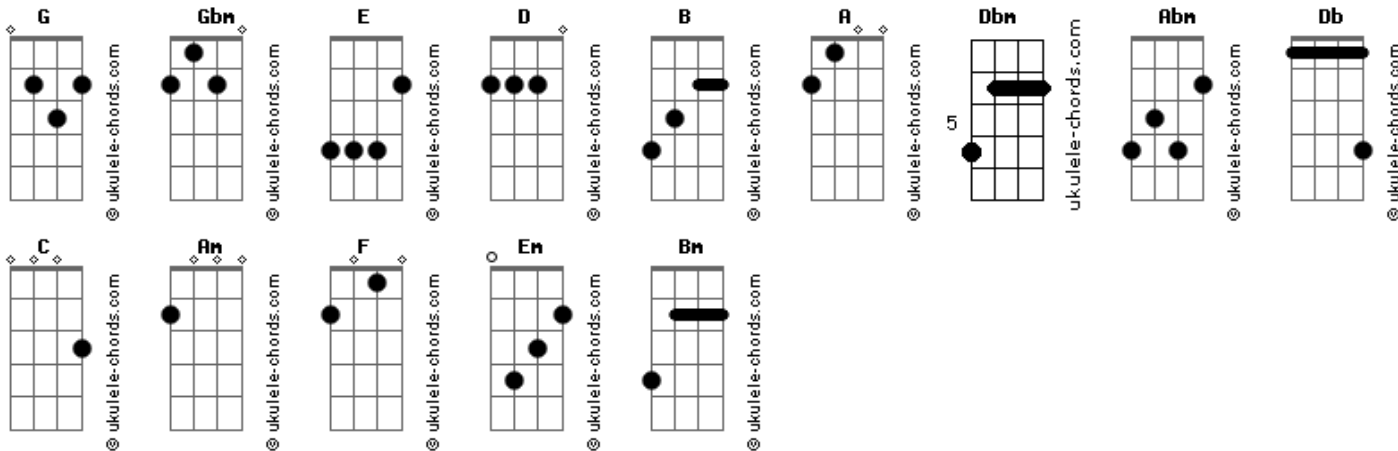 G Gbm E D B A Dbm Abm Db
© ukulele-chords.com © ukulele-chords.com © ukulele-chords.com © ukulele-chords.com © ukulele-chords.com © ukulele-chords.com ukulele-chords.com © ukulele-chords.com © ukulele-chords.com
5
C Am F Em Bm
© ukulele-chords.com © ukulele-chords.com © ukulele-chords.com © ukulele-chords.com © ukulele-chords.com